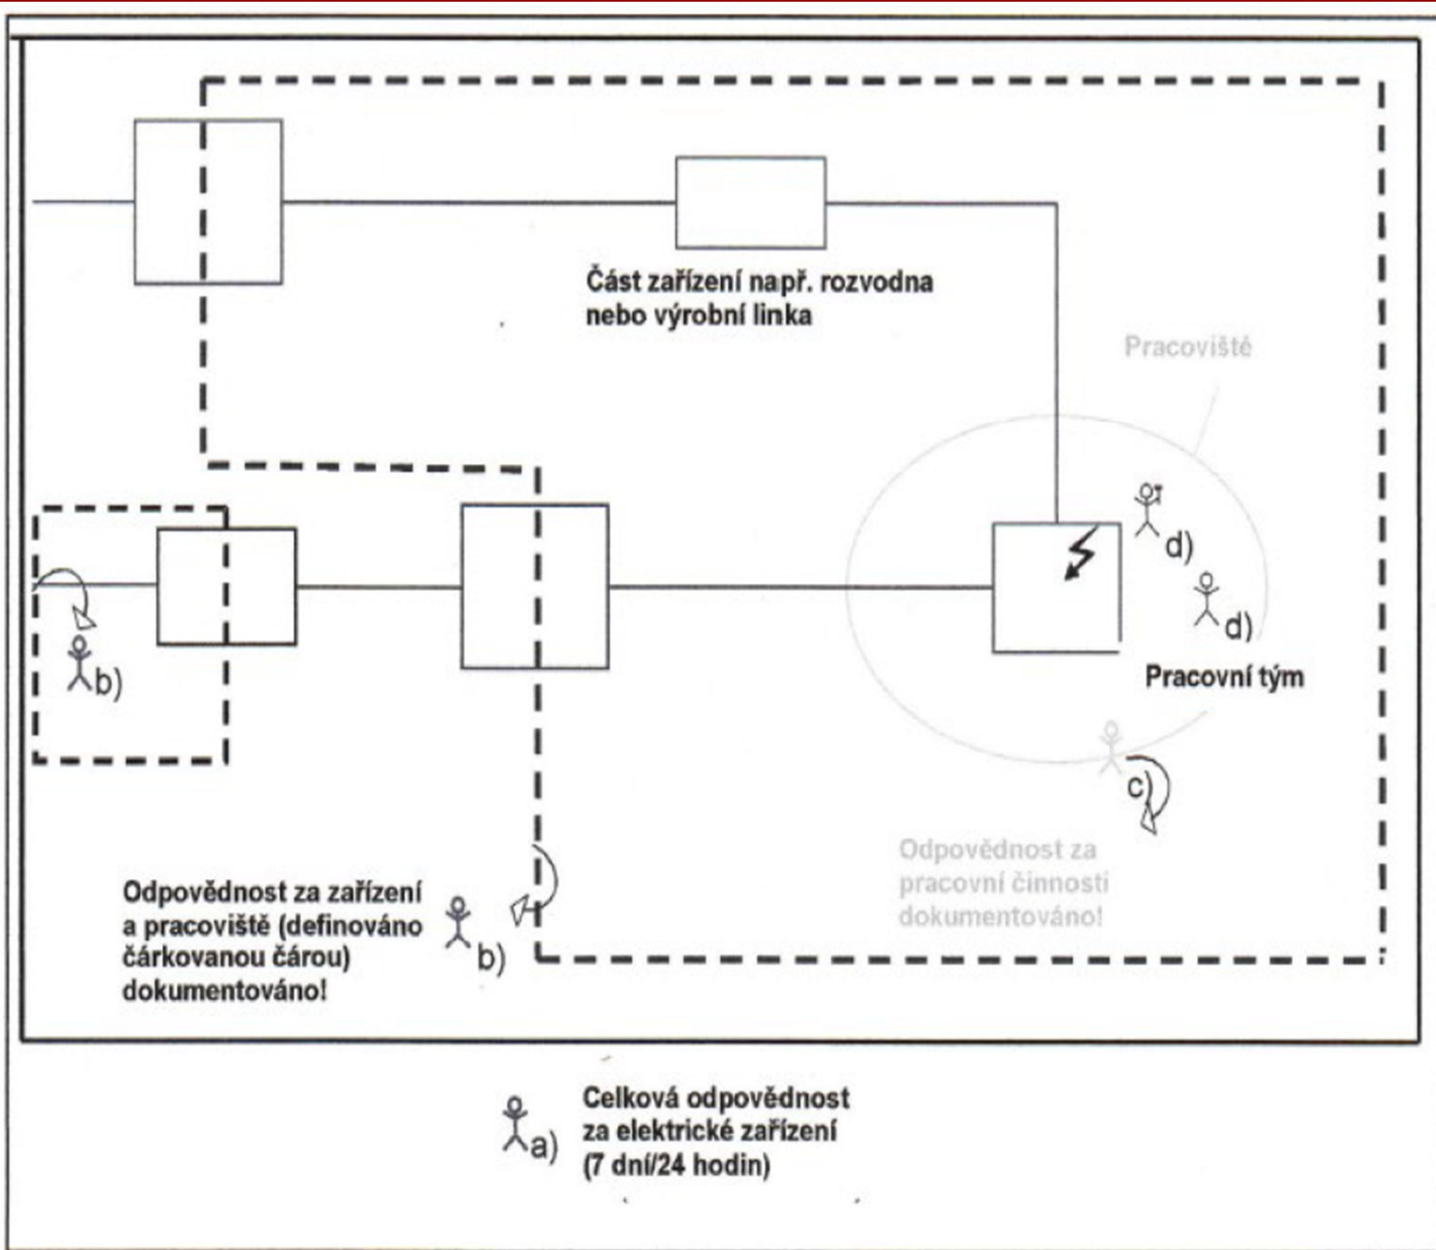 Část zařízení např. rozvodna
nebo výrobní linka
Pracoviště
d)
d)
Pracovní tým
b)
c)
Odpovědnost za
pracovní činnosti
dokumentováno!
Odpovědnost za zařízení
a pracoviště (definováno
čárkovanou čárou)
dokumentováno!
b)
a)
Celková odpovědnost
za elektrické zařízení
(7 dní/24 hodin)